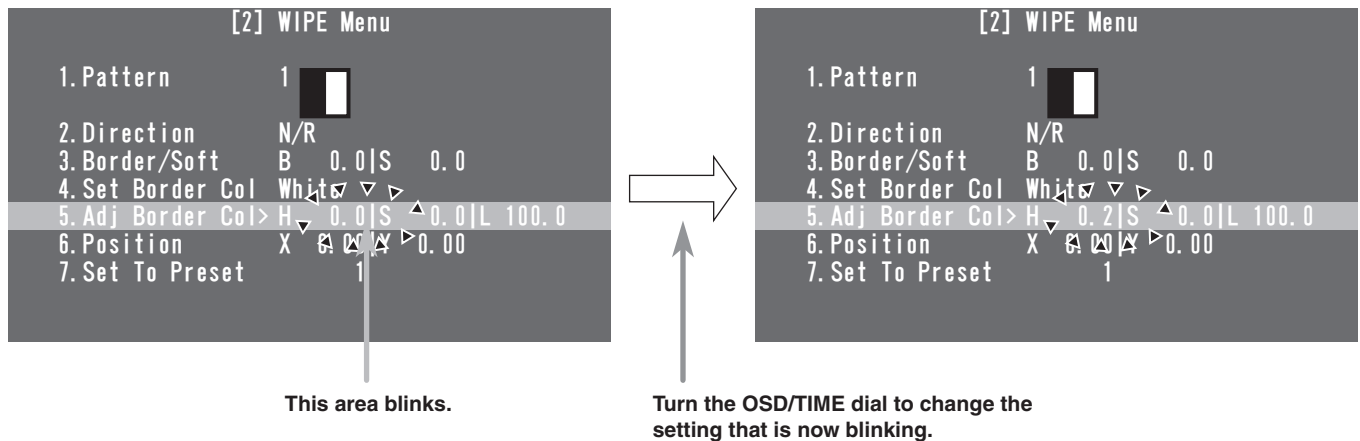 [2] WIPE Menu
1.Pattern 1
2.Direction N/R
3.Border/Soft B 0.0|S 0.0
4.Set Border Col White
5.Adj Border Col> H 0.0|S 0.0|L 100.0
6.Position X 0.00|Y 0.00
7.Set To Preset 1
This area blinks.
[2] WIPE Menu
1.Pattern 1
2.Direction N/R
3.Border/Soft B 0.0|S 0.0
4.Set Border Col White
5.Adj Border Col> H 0.2|S 0.0|L 100.0
6.Position X 0.00|Y 0.00
7.Set To Preset 1
Turn the OSD/TIME dial to change the
setting that is now blinking.